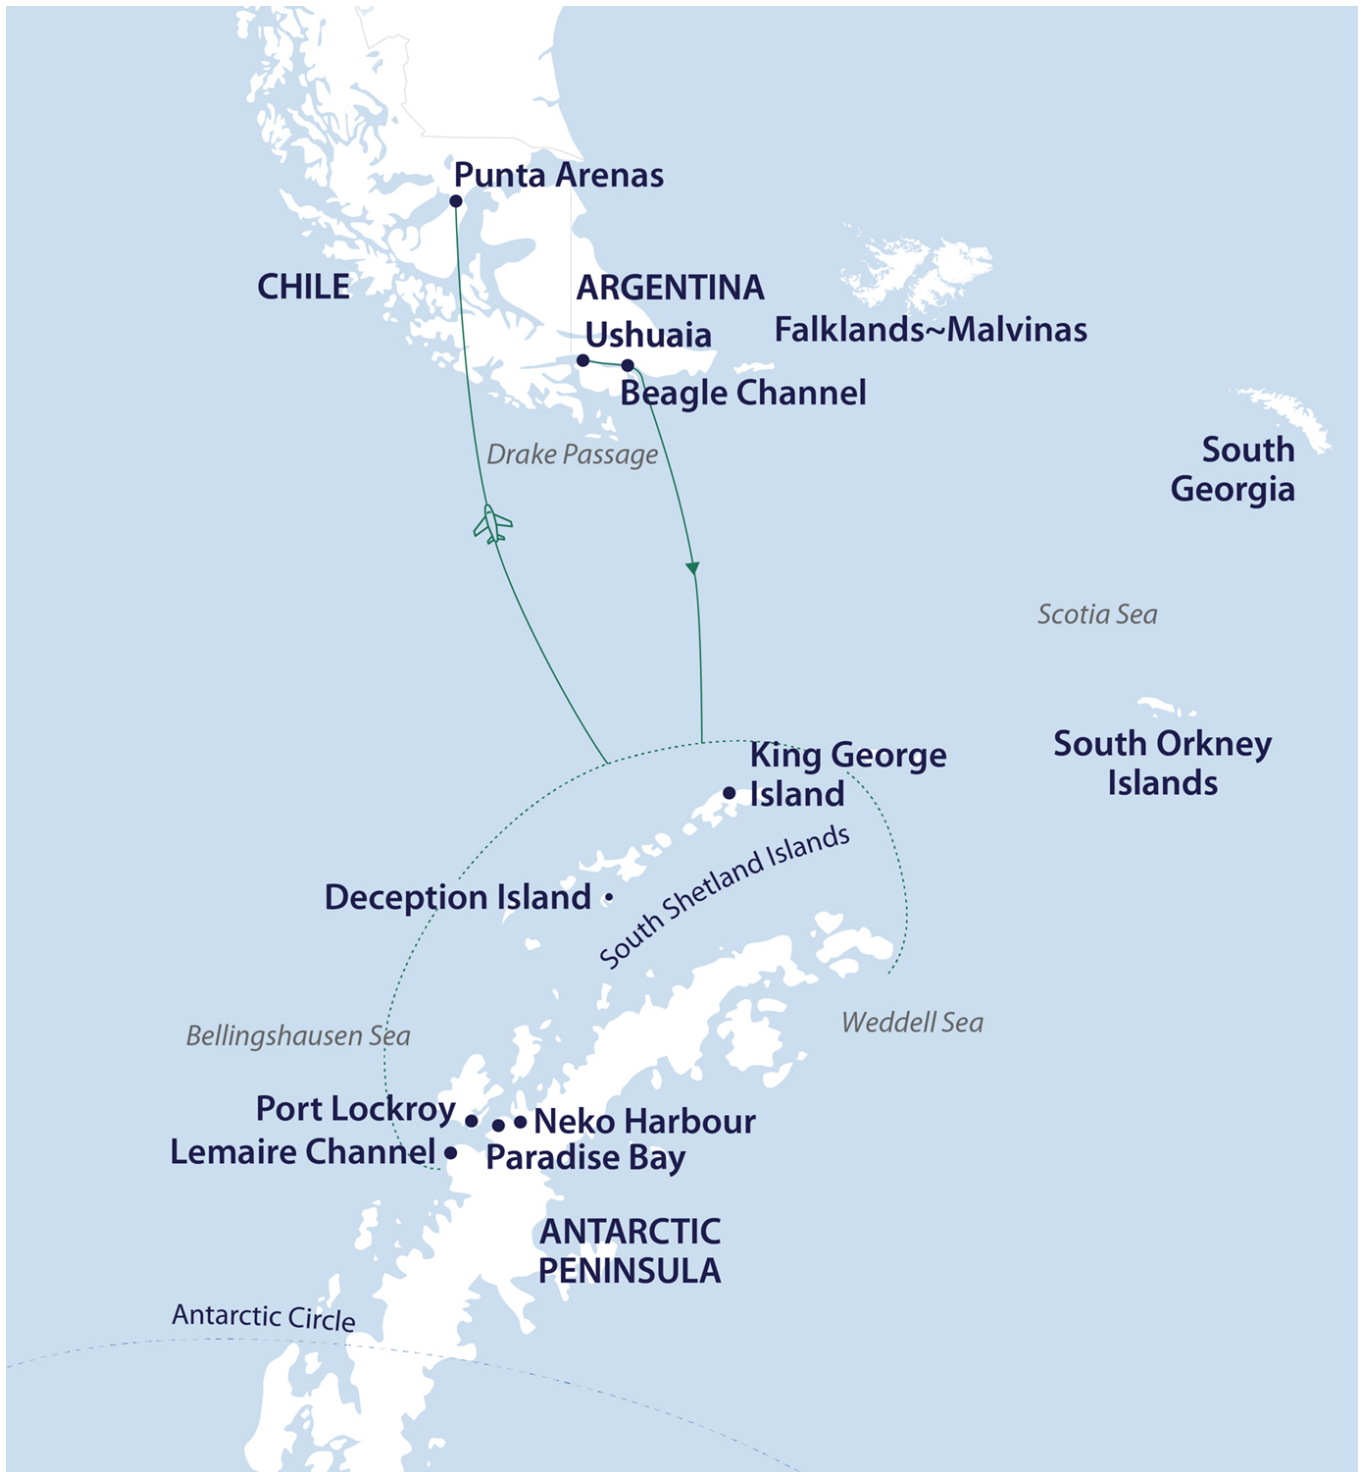 Punta Arenas
CHILE
ARGENTINA
Ushuaia
Falklands~Malvinas
Beagle Channel
Drake Passage
South
Georgia
Scotia Sea
King George
Island
South Orkney
Islands
South Shetland Islands
Deception Island
Bellingshausen Sea
Weddell Sea
Port Lockroy
Neko Harbour
Lemaire Channel
Paradise Bay
ANTARCTIC
PENINSULA
Antarctic Circle